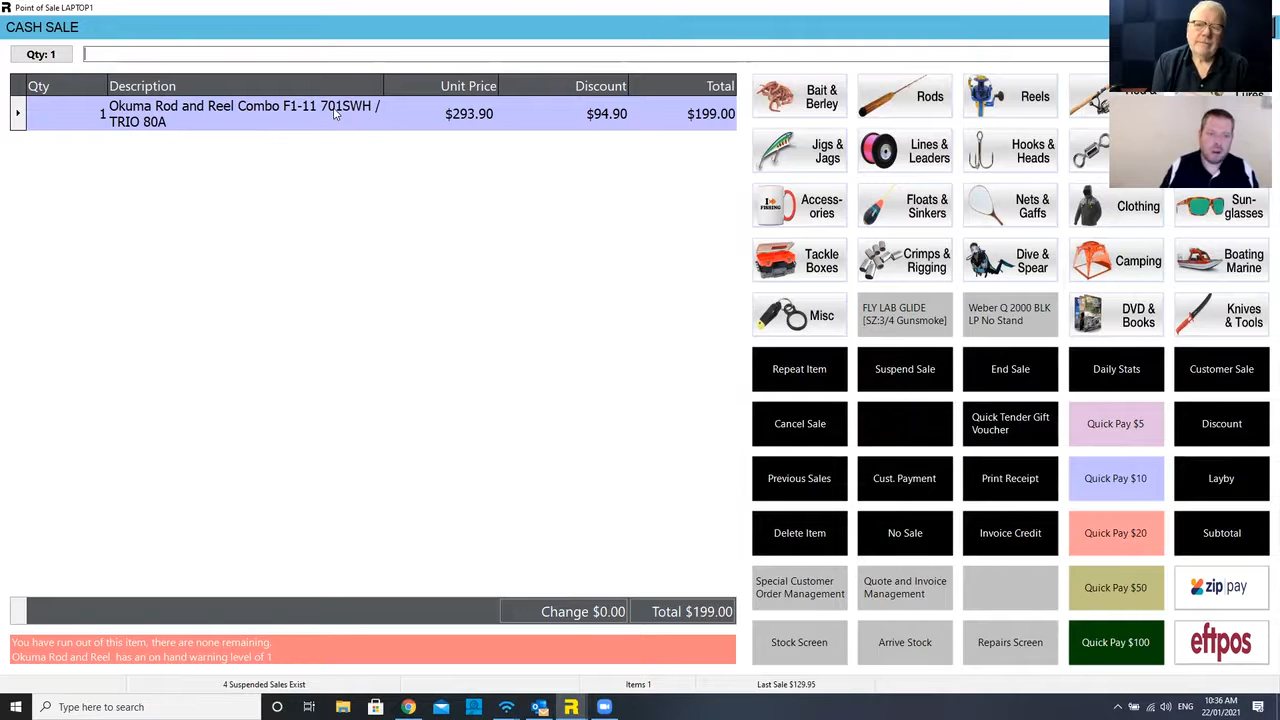 Point of Sale LAPTOP1
CASH SALE
Qty: 1
Qty Description Unit Price Discount Total
1 Okuma Rod and Reel Combo F1-11 701SWH / $293.90 $94.90 $199.00
TRIO 80A
Bait &
Berley
Rods
Reels
Jigs &
Jags
Lines &
Leaders
Hooks &
Heads
Access-
ories
I FISHING
Floats &
Sinkers
Nets &
Gaffs
Clothing
Sun-
glasses
Tackle
Boxes
Crimps &
Rigging
Dive &
Spear
Camping
Boating
Marine
Misc
FLY LAB GLIDE
[SZ:3/4 Gunsmoke]
Weber Q 2000 BLK
LP No Stand
DVD &
Books
Knives
& Tools
Repeat Item
Suspend Sale
End Sale
Daily Stats
Customer Sale
Cancel Sale
Quick Tender Gift
Voucher
Quick Pay $5
Discount
Previous Sales
Cust. Payment
Print Receipt
Quick Pay $10
Layby
Delete Item
No Sale
Invoice Credit
Quick Pay $20
Subtotal
Special Customer
Order Management
Quote and Invoice
Management
Quick Pay $50
zip pay
Stock Screen
Arrive Stock
Repairs Screen
Quick Pay $100
eftpos
Change $0.00 Total $199.00
You have run out of this item, there are none remaining.
Okuma Rod and Reel has an on hand warning level of 1
4 Suspended Sales Exist
Items 1
Last Sale $129.95
Type here to search
ENG
10:36 AM
22/01/2021